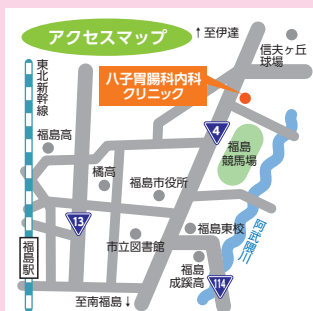 アクセスマップ
↑至伊達
信夫ヶ丘
球場
八子胃腸科内科
クリニック
東北新幹線
福島高
4
福島
競馬場
橘高
福島市役所
13
福島東校
市立図書館
阿武隈川
福島駅
福島
成蹊高
114
至南福島↓